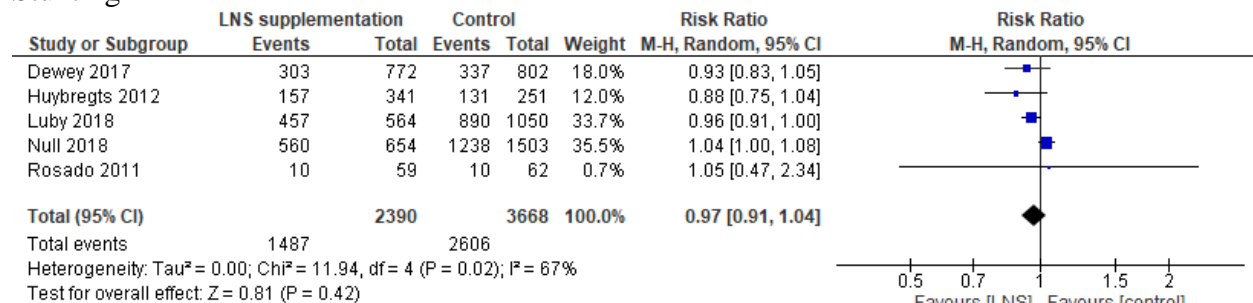 LNS supplementation Control Risk Ratio Risk Ratio
Study or Subgroup Events Total Events Total Weight M-H, Random, 95% CI M-H, Random, 95% CI
Dewey 2017 303 772 337 802 18.0% 0.93 [0.83, 1.05]
Huybregts 2012 157 341 131 251 12.0% 0.88 [0.75, 1.04]
Luby 2018 457 564 890 1050 33.7% 0.96 [0.91, 1.00]
Null 2018 560 654 1238 1503 35.5% 1.04 [1.00, 1.08]
Rosado 2011 10 59 10 62 0.7% 1.05 [0.47, 2.34]
Total (95% CI) 2390 3668 100.0% 0.97 [0.91, 1.04]
Total events 1487 2606
Heterogeneity: Tau² = 0.00; Chi² = 11.94, df = 4 (P = 0.02); I² = 67%
Test for overall effect: Z = 0.81 (P = 0.42)
0.5 0.7 1 1.5 2
Favours [LNS] Favours [control]